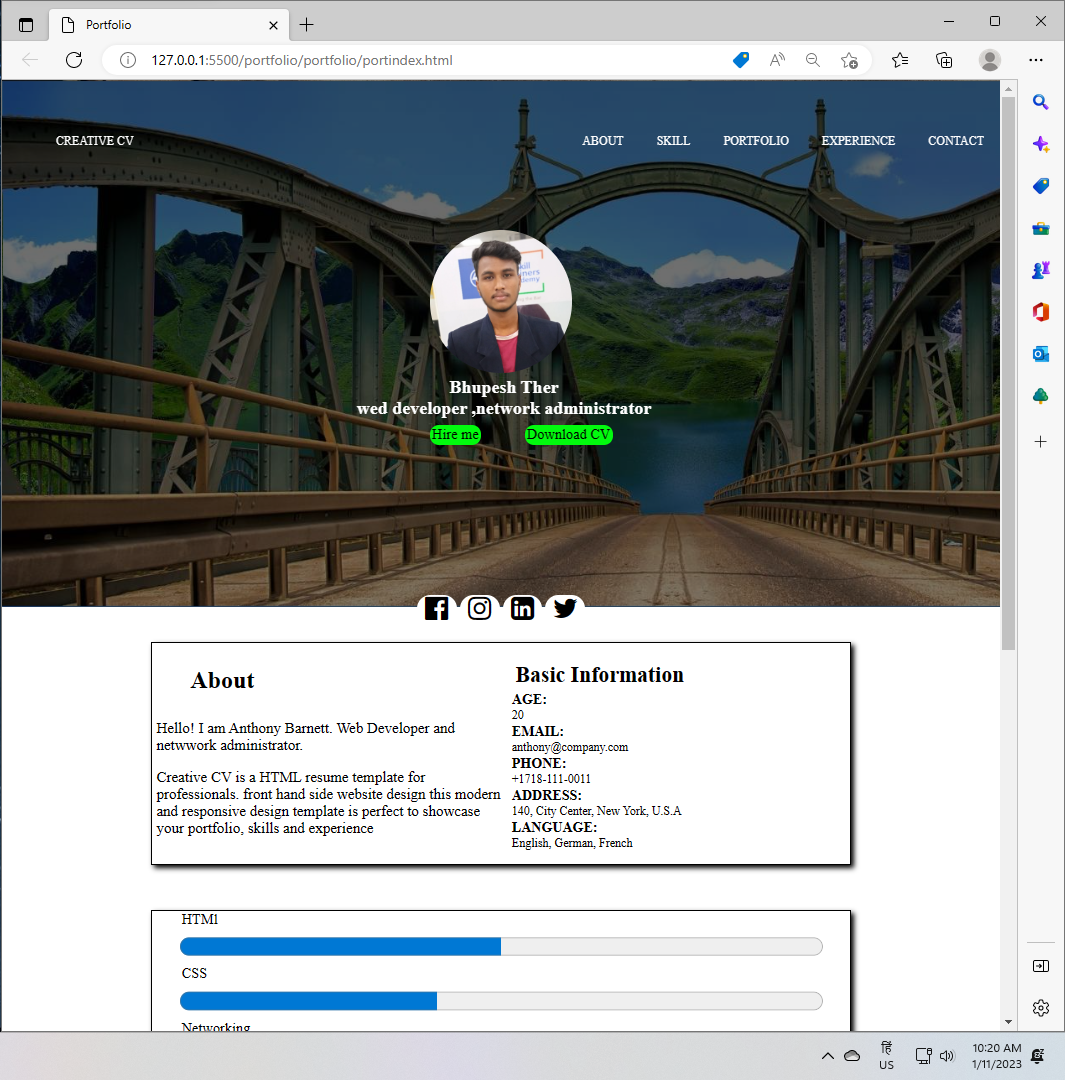 Portfolio
127.0.0.1:5500/portfolio/portfolio/portindex.html
CREATIVE CV
ABOUT SKILL PORTFOLIO EXPERIENCE CONTACT
Bhupesh Ther
wed developer ,network administrator
Hire me Download CV
About
Hello! I am Anthony Barnett. Web Developer and
netwwork administrator.
Creative CV is a HTML resume template for
professionals. front hand side website design this modern
and responsive design template is perfect to showcase
your portfolio, skills and experience
Basic Information
AGE:
20
EMAIL:
anthony@company.com
PHONE:
+1718-111-0011
ADDRESS:
140, City Center, New York, U.S.A
LANGUAGE:
English, German, French
HTMl
CSS
Networking
हिं
US
10:20 AM
1/11/2023